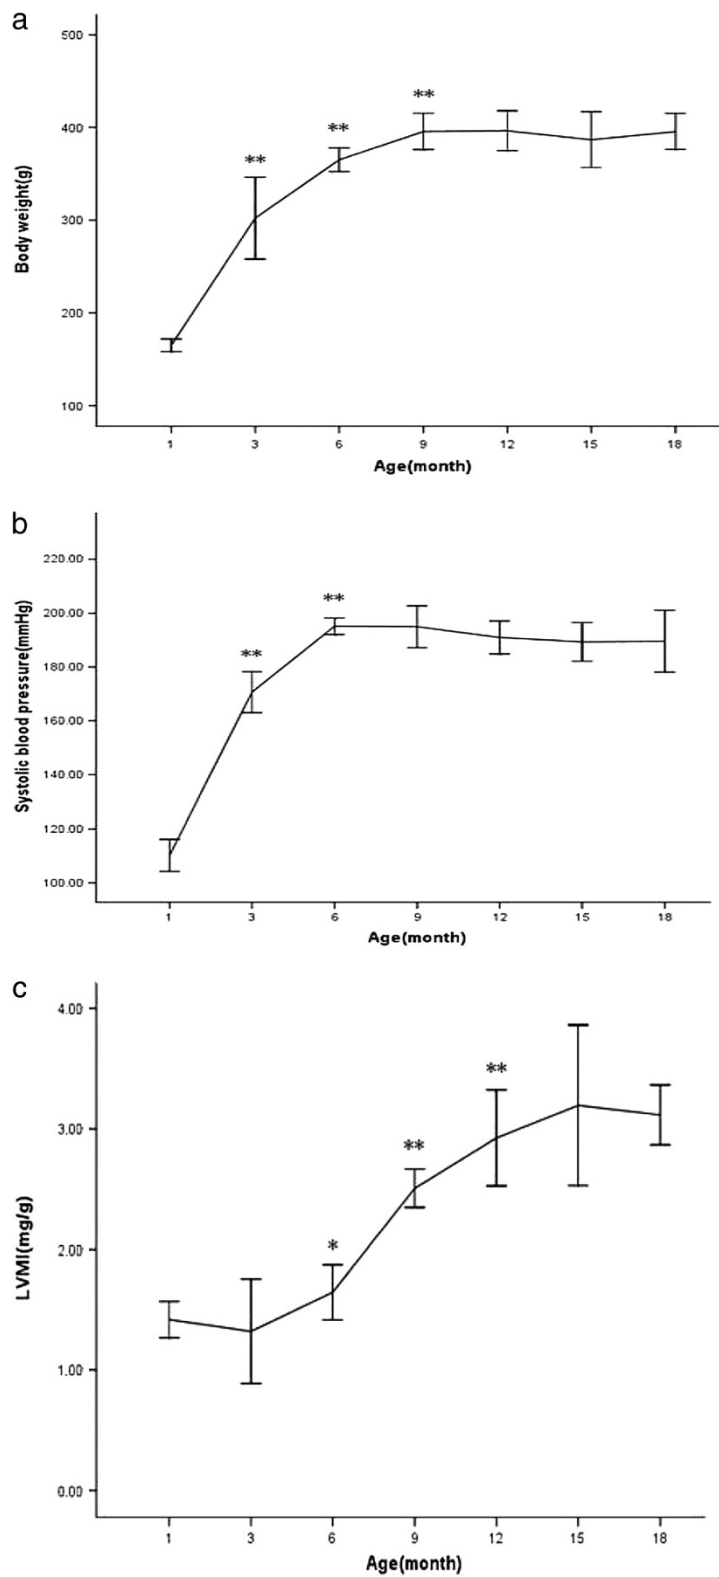 a
500
**
**
400
**
300
200
100
Body weight(g)
1 3 6 9 12 15 18
Age(month)
b
220.00
**
200.00
**
180.00
160.00
140.00
120.00
100.00
Systolic blood pressure(mmHg)
1 3 6 9 12 15 18
Age(month)
c
4.00
**
3.00
**
*
2.00
1.00
0.00
LVMI(mg/g)
1 3 6 9 12 15 18
Age(month)